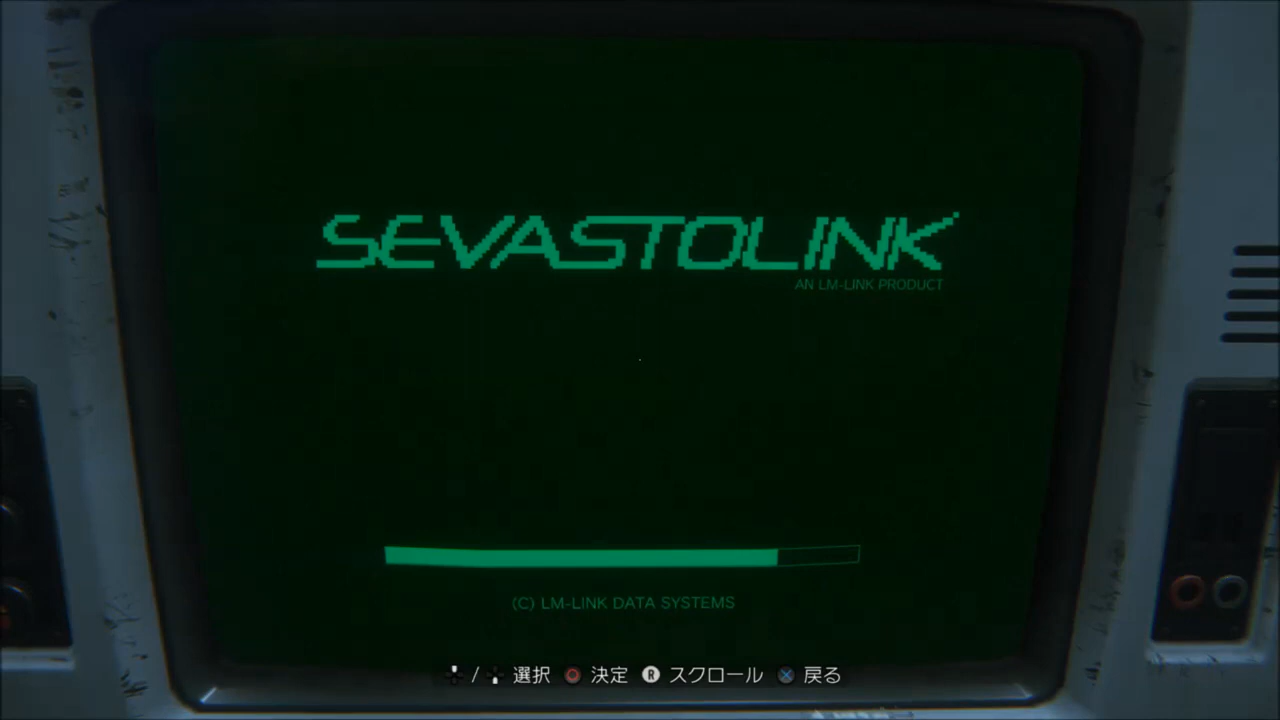 SEVASTOLINK
AN LM-LINK PRODUCT
(C) LM-LINK DATA SYSTEMS
/ 選択 決定 R スクロール 戻る